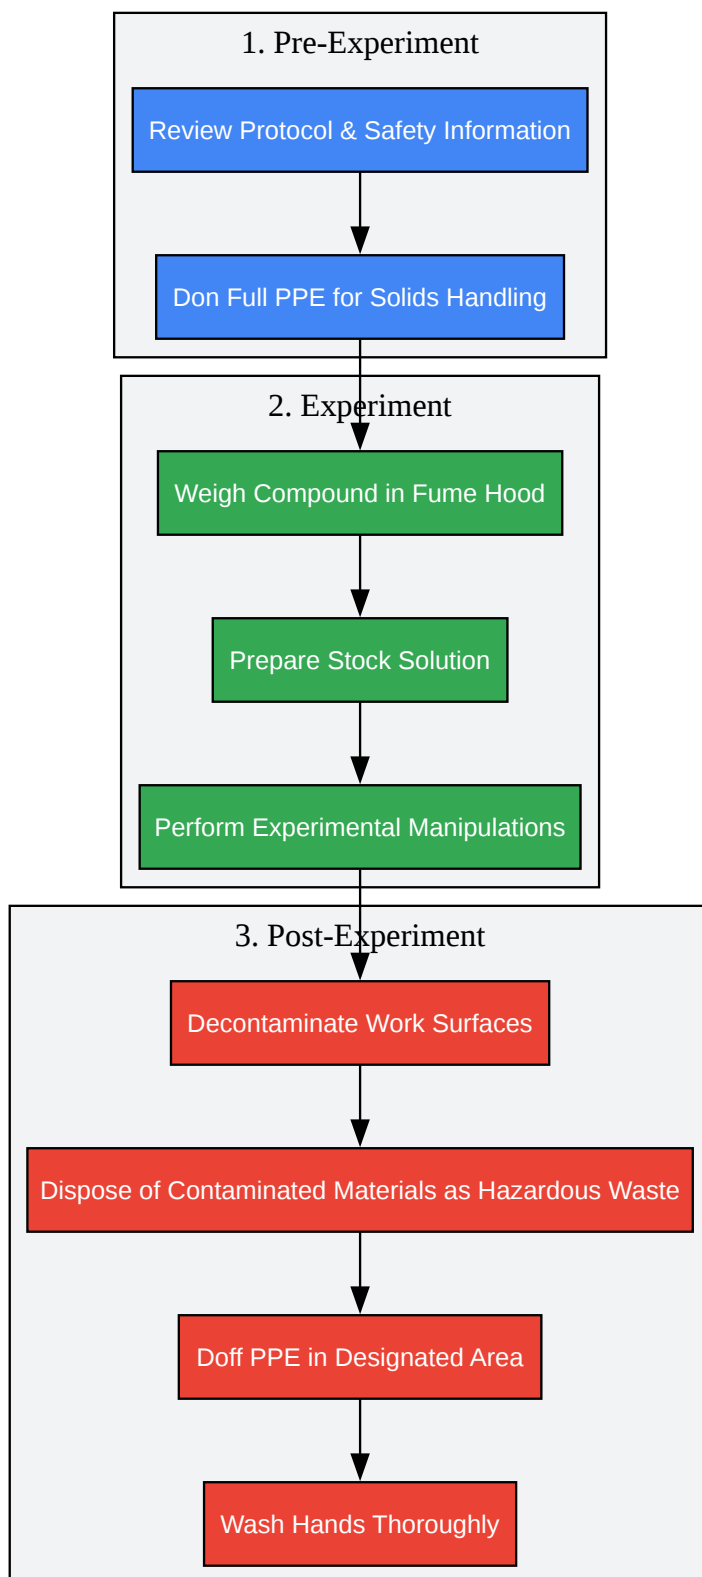 1. Pre-Experiment
Review Protocol & Safety Information
Don Full PPE for Solids Handling
2. Experiment
Weigh Compound in Fume Hood
Prepare Stock Solution
Perform Experimental Manipulations
3. Post-Experiment
Decontaminate Work Surfaces
Dispose of Contaminated Materials as Hazardous Waste
Doff PPE in Designated Area
Wash Hands Thoroughly